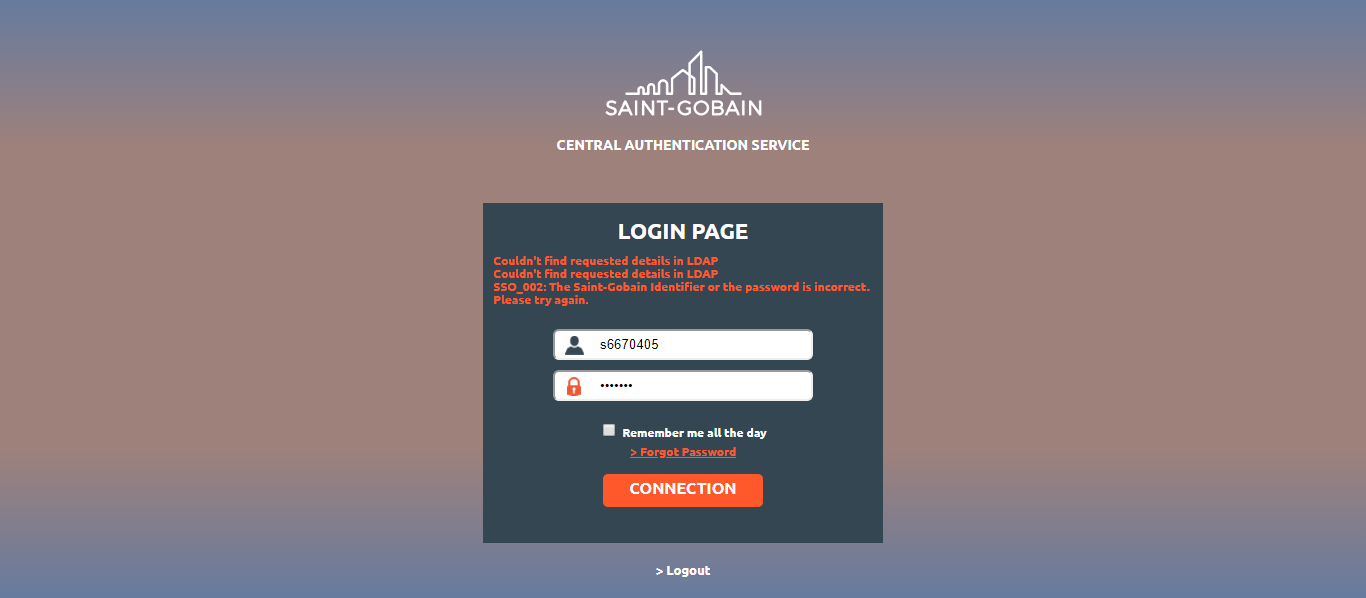 SAINT-GOBAIN
CENTRAL AUTHENTICATION SERVICE
LOGIN PAGE
Couldn't find requested details in LDAP
Couldn't find requested details in LDAP
SSO_002: The Saint-Gobain Identifier or the password is incorrect.
Please try again.
s6670405
•••••••
Remember me all the day
> Forgot Password
CONNECTION
> Logout